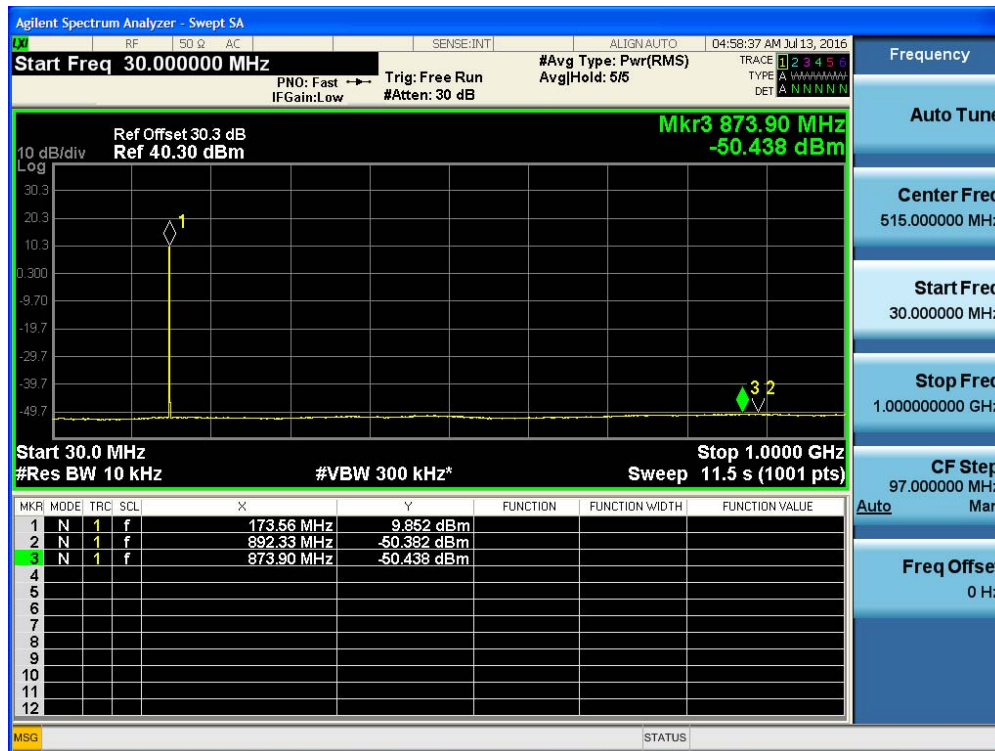 Agilent Spectrum Analyzer - Swept SA
LXI RF 50 Ω AC SENSE:INT ALIGN AUTO 04:58:37 AM Jul 13, 2016
Start Freq 30.000000 MHz
PNO: Fast
IFGain:Low
Trig: Free Run
#Atten: 30 dB
#Avg Type: Pwr(RMS)
Avg|Hold: 5/5
TRACE 1 2 3 4 5 6
TYPE A WWWWW
DET A N N N N N
Ref Offset 30.3 dB
10 dB/div Ref 40.30 dBm
Log
Mkr3 873.90 MHz
-50.438 dBm
30.3
20.3
10.3
0.300
-9.70
-19.7
-29.7
-39.7
-49.7
1
3 2
Start 30.0 MHz Stop 1.0000 GHz
#Res BW 10 kHz #VBW 300 kHz* Sweep 11.5 s (1001 pts)
MKR MODE TRC SCL X Y FUNCTION FUNCTION WIDTH FUNCTION VALUE
1 N 1 f 173.56 MHz 9.852 dBm
2 N 1 f 892.33 MHz -50.382 dBm
3 N 1 f 873.90 MHz -50.438 dBm
4
5
6
7
8
9
10
11
12
MSG STATUS
Frequency
Auto Tune
Center Freq
515.000000 MHz
Start Freq
30.000000 MHz
Stop Freq
1.000000000 GHz
CF Step
97.000000 MHz
Auto Man
Freq Offset
0 Hz